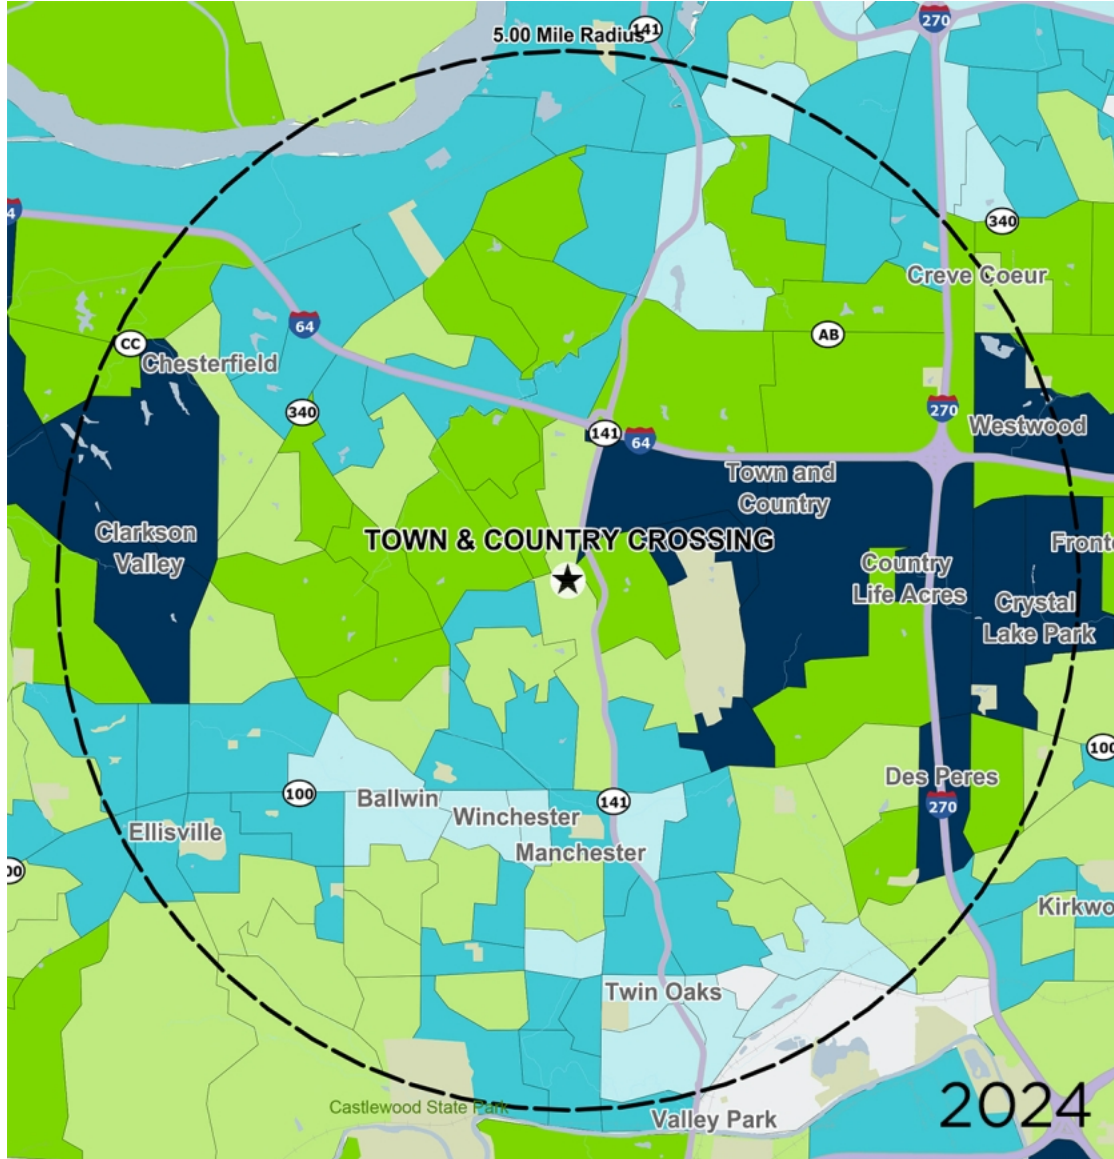 270
5.00 Mile Radius
141
340
4
Creve Coeur
64
AB
CC
Chesterfield
340
270
Westwood
141
64
Town and
Country
TOWN & COUNTRY CROSSING
Clarkson
Valley
Country
Life Acres
Crystal
Lake Park
100
Des Peres
100
Ballwin
141
270
Winchester
Ellisville
Manchester
00
Twin Oaks
2024
Castlewood State Park
Valley Park